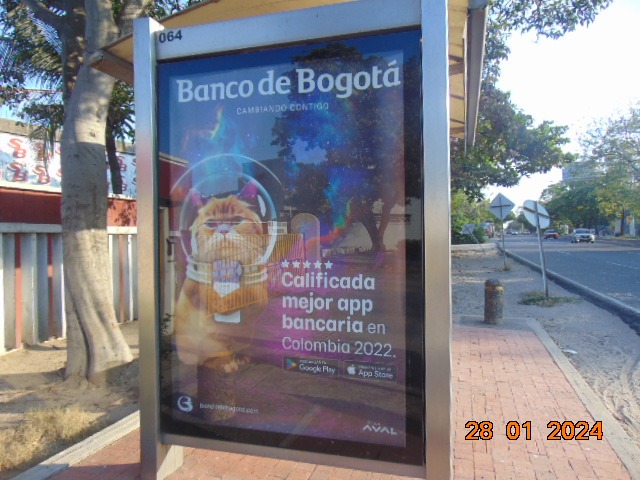 064
Banco de Bogotá
CAMBIANDO CONTIGO
Calificada
mejor app
bancaria en
Colombia 2022.
Google Play
App Store
AVAL
28 01 2024